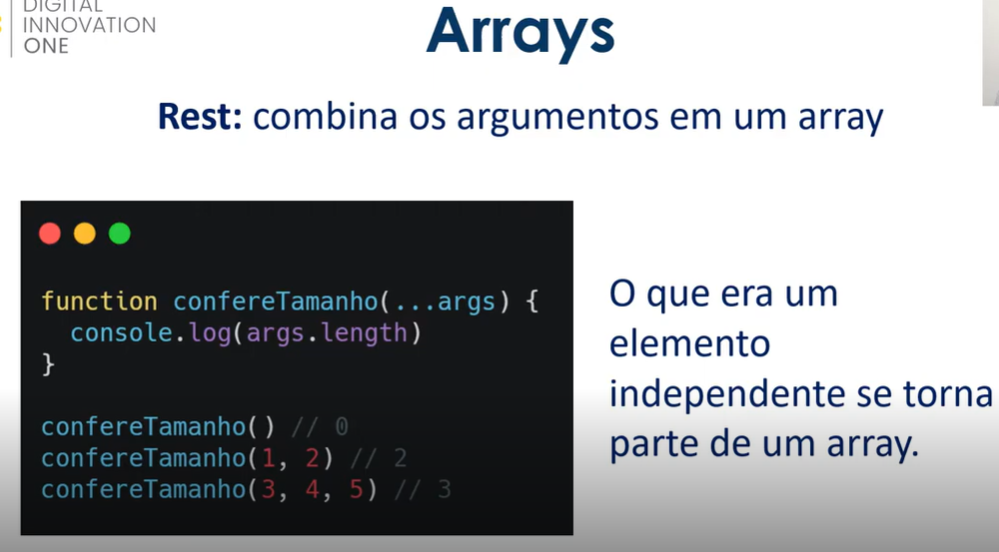 DIGITAL
INNOVATION
ONE
Arrays
Rest: combina os argumentos em um array
function confereTamanho(...args) {
  console.log(args.length)
}
confereTamanho() // 0
confereTamanho(1, 2) // 2
confereTamanho(3, 4, 5) // 3
O que era um
elemento
independente se torna
parte de um array.